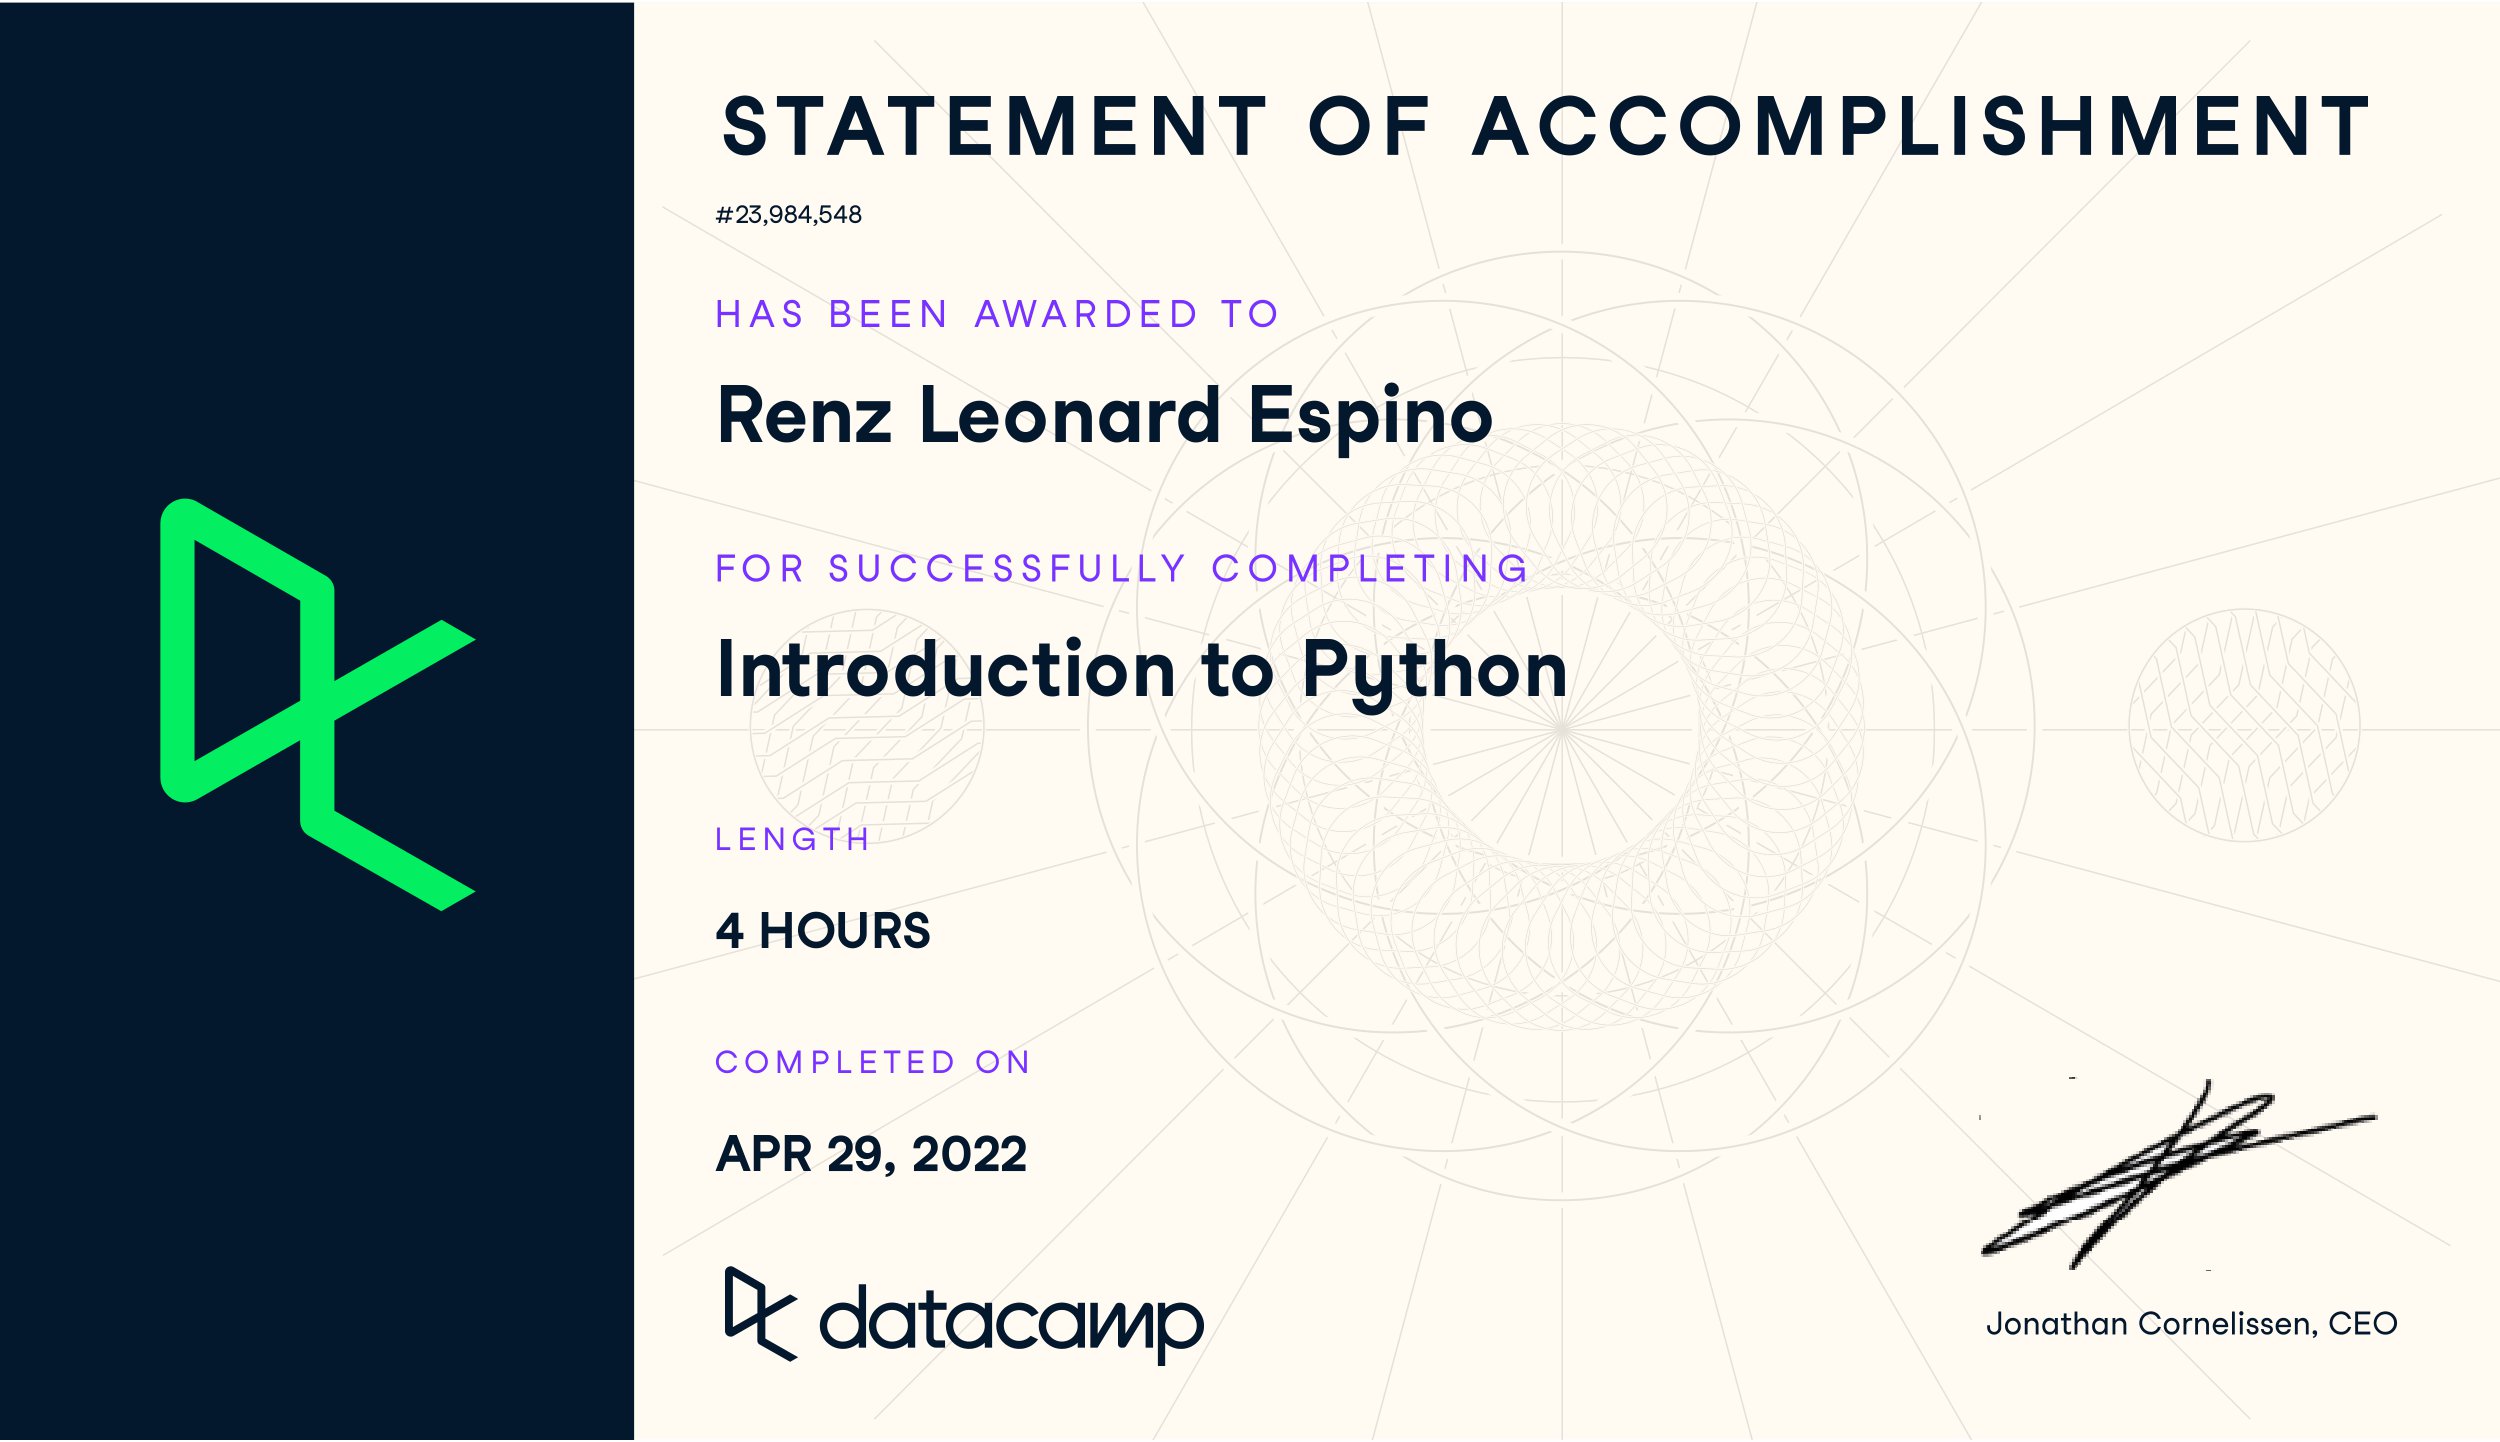 STATEMENT OF ACCOMPLISHMENT
#23,984,548
HAS BEEN AWARDED TO
Renz Leonard Espino
FOR SUCCESSFULLY COMPLETING
Introduction to Python
LENGTH
4 HOURS
COMPLETED ON
APR 29, 2022
datacamp
Jonathan Cornelissen, CEO